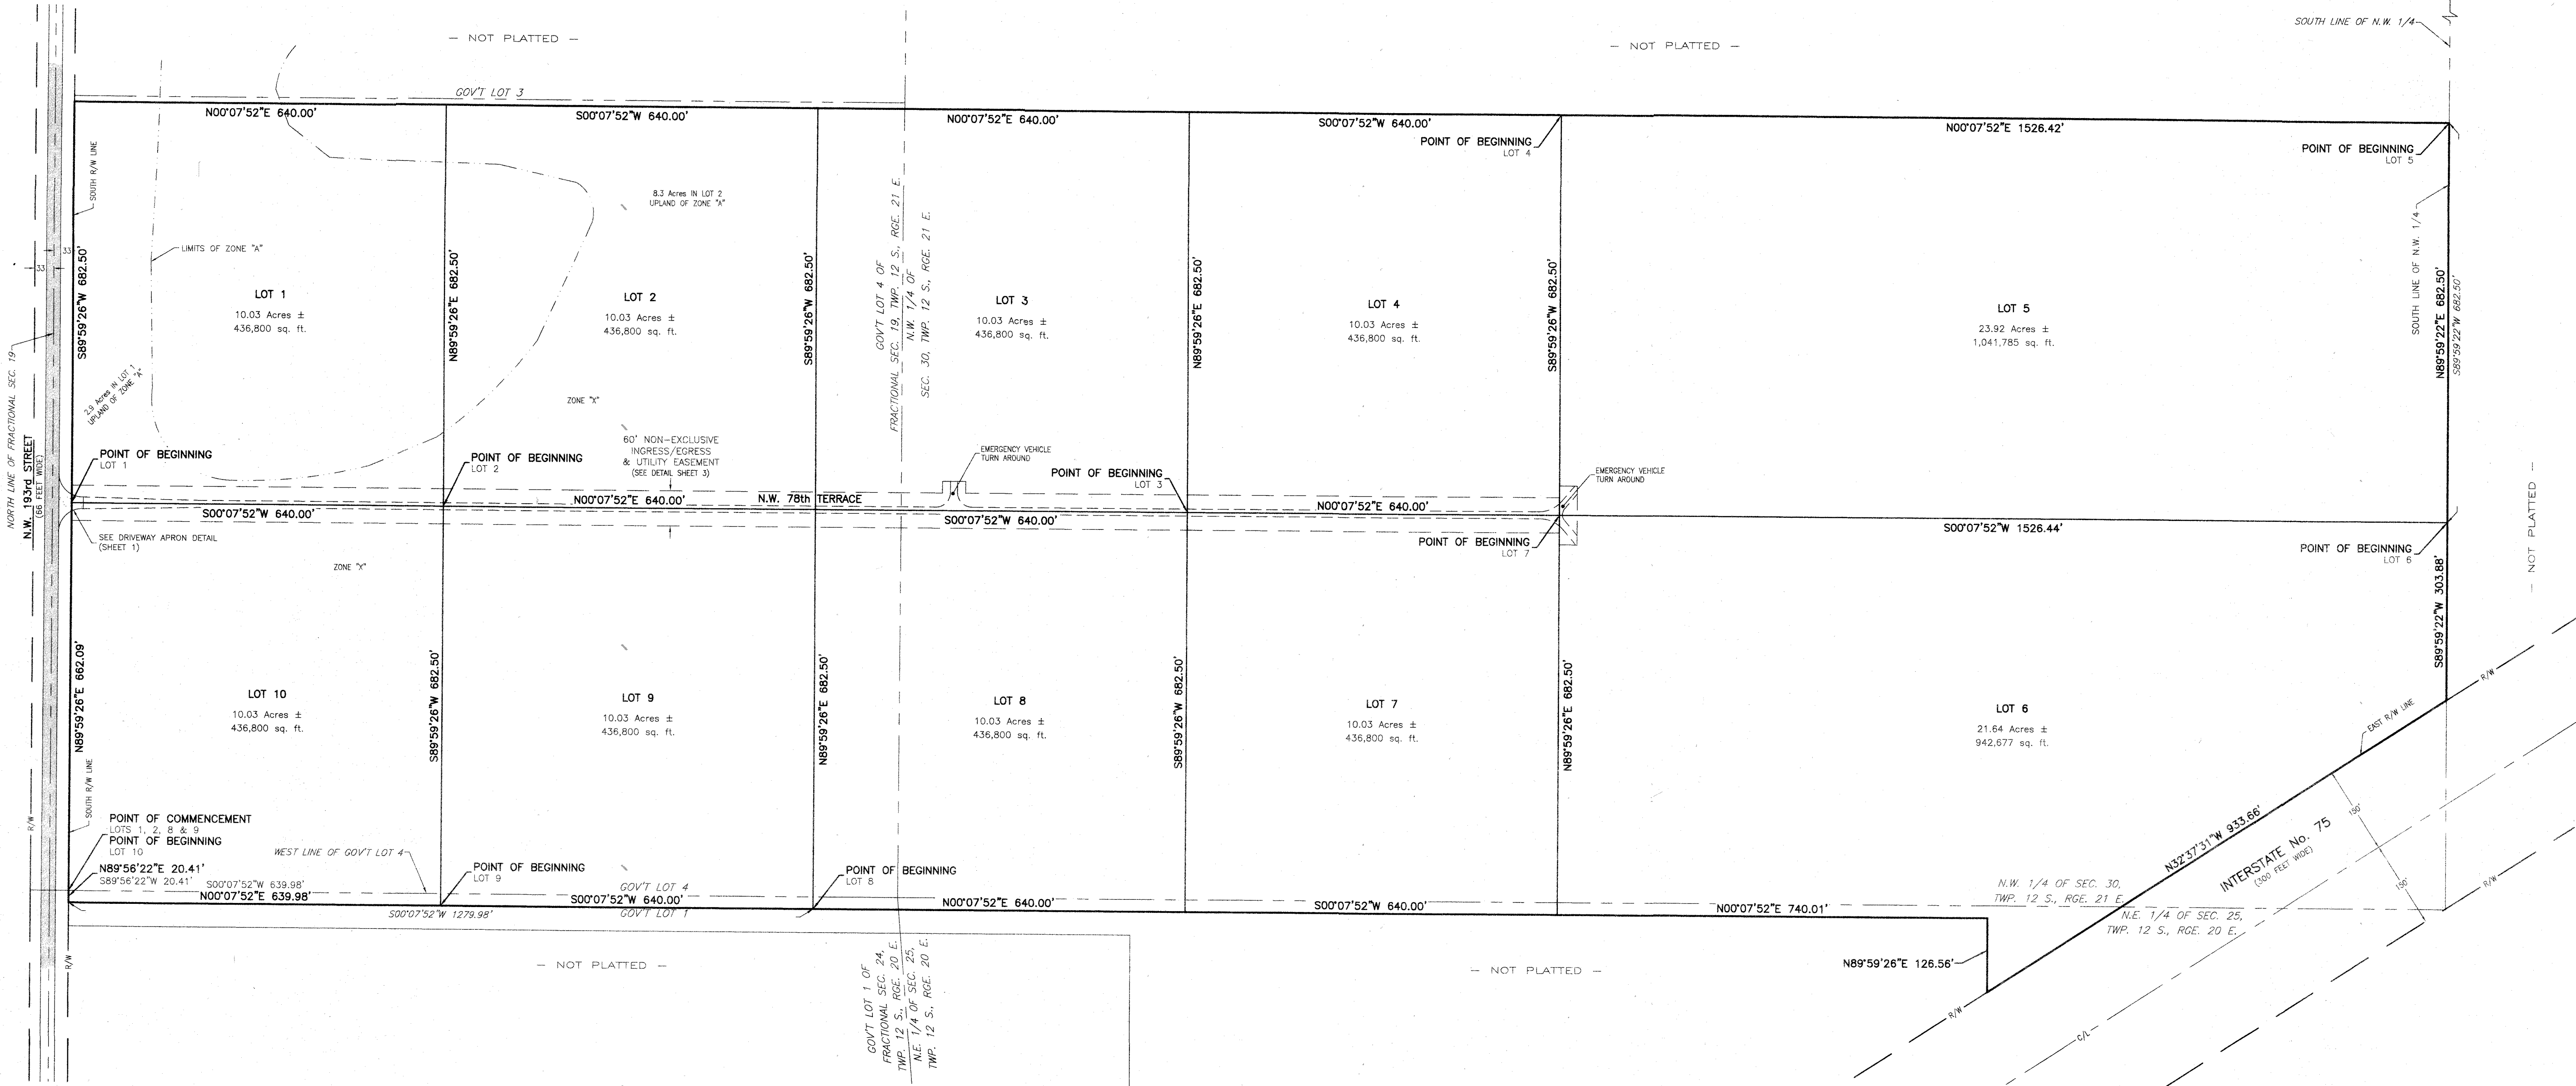 SOUTH LINE OF N.W. 1/4
– NOT PLATTED –
– NOT PLATTED –
GOV'T LOT 3
N00°07'52"E 640.00'
S00°07'52"W 640.00'
N00°07'52"E 640.00'
S00°07'52"W 640.00'
N00°07'52"E 1526.42'
POINT OF BEGINNING
LOT 4
POINT OF BEGINNING
LOT 5
SOUTH R/W LINE
8.3 Acres IN LOT 2
UPLAND OF ZONE "A"
LIMITS OF ZONE "A"
33
33
S89°59'26"W 682.50'
N89°59'26"E 682.50'
S89°59'26"W 682.50'
N89°59'26"E 682.50'
S89°59'26"W 682.50'
SOUTH LINE OF N.W. 1/4
N89°59'22"E 682.50'
S89°59'22"W 682.50'
GOV'T LOT 4 OF
FRACTIONAL SEC. 19, TWP. 12 S., RGE. 21 E.
N.W. 1/4 OF
SEC. 30, TWP. 12 S., RGE. 21 E.
LOT 1
10.03 Acres ±
436,800 sq. ft.
LOT 2
10.03 Acres ±
436,800 sq. ft.
LOT 3
10.03 Acres ±
436,800 sq. ft.
LOT 4
10.03 Acres ±
436,800 sq. ft.
LOT 5
23.92 Acres ±
1,041,785 sq. ft.
NORTH LINE OF FRACTIONAL SEC. 19
N.W. 193rd STREET
(66 FEET WIDE)
2.9 Acres IN LOT 1
UPLAND OF ZONE "A"
ZONE "X"
60' NON-EXCLUSIVE
INGRESS/EGRESS
& UTILITY EASEMENT
(SEE DETAIL SHEET 3)
POINT OF BEGINNING
LOT 1
POINT OF BEGINNING
LOT 2
EMERGENCY VEHICLE
TURN AROUND
POINT OF BEGINNING
LOT 3
EMERGENCY VEHICLE
TURN AROUND
N00°07'52"E 640.00'
N.W. 78th TERRACE
N00°07'52"E 640.00'
S00°07'52"W 640.00'
S00°07'52"W 640.00'
S00°07'52"W 1526.44'
SEE DRIVEWAY APRON DETAIL
(SHEET 1)
POINT OF BEGINNING
LOT 7
POINT OF BEGINNING
LOT 6
– NOT PLATTED –
ZONE "X"
N89°59'26"E 662.09'
S89°59'26"W 682.50'
N89°59'26"E 682.50'
S89°59'26"W 682.50'
N89°59'26"E 682.50'
S89°59'22"W 303.88'
LOT 10
10.03 Acres ±
436,800 sq. ft.
LOT 9
10.03 Acres ±
436,800 sq. ft.
LOT 8
10.03 Acres ±
436,800 sq. ft.
LOT 7
10.03 Acres ±
436,800 sq. ft.
LOT 6
21.64 Acres ±
942,677 sq. ft.
R/W
EAST R/W LINE
SOUTH R/W LINE
R/W
POINT OF COMMENCEMENT
LOTS 1, 2, 8 & 9
POINT OF BEGINNING
LOT 10
N89°56'22"E 20.41'
S89°56'22"W 20.41'
S00°07'52"W 639.98'
N00°07'52"E 639.98'
WEST LINE OF GOV'T LOT 4
POINT OF BEGINNING
LOT 9
POINT OF BEGINNING
LOT 8
GOV'T LOT 4
S00°07'52"W 640.00'
GOV'T LOT 1
S00°07'52"W 1279.98'
N00°07'52"E 640.00'
S00°07'52"W 640.00'
N00°07'52"E 740.01'
N32°37'31"W 933.66'
INTERSTATE No. 75
(300 FEET WIDE)
150'
150'
R/W
N.W. 1/4 OF SEC. 30,
TWP. 12 S., RGE. 21 E.
N.E. 1/4 OF SEC. 25,
TWP. 12 S., RGE. 20 E.
R/W
– NOT PLATTED –
GOV'T LOT 1 OF
FRACTIONAL SEC. 24,
TWP. 12 S., RGE. 20 E.
N.E. 1/4 OF SEC. 25,
TWP. 12 S., RGE. 20 E.
– NOT PLATTED –
N89°59'26"E 126.56'
R/W
C/L